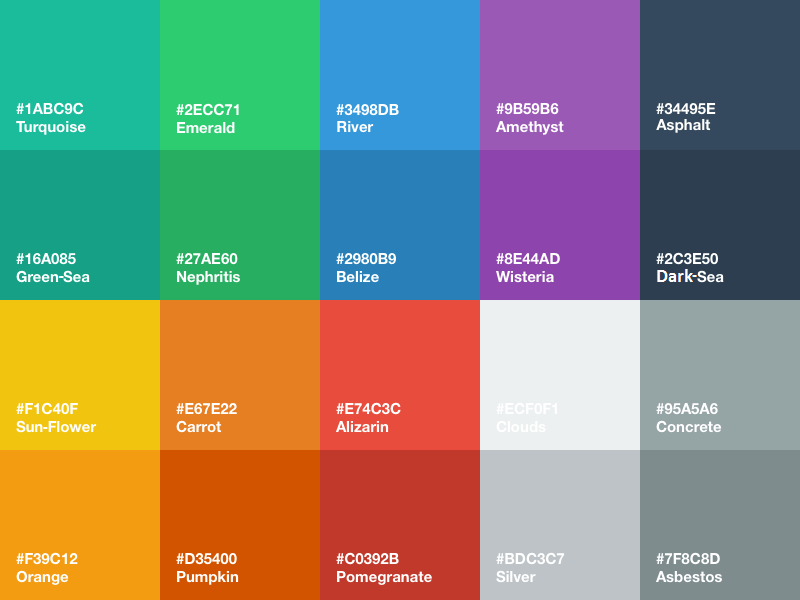 #1ABC9C
Turquoise
#2ECC71
Emerald
#3498DB
River
#9B59B6
Amethyst
#34495E
Asphalt
#16A085
Green-Sea
#27AE60
Nephritis
#2980B9
Belize
#8E44AD
Wisteria
#2C3E50
Dark-Sea
#F1C40F
Sun-Flower
#E67E22
Carrot
#E74C3C
Alizarin
#ECF0F1
Clouds
#95A5A6
Concrete
#F39C12
Orange
#D35400
Pumpkin
#C0392B
Pomegranate
#BDC3C7
Silver
#7F8C8D
Asbestos